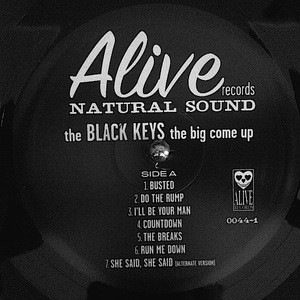 Alive records
NATURAL SOUND
the BLACK KEYS the big come up
SIDE A
1. BUSTED
2. DO THE RUMP
3. I'LL BE YOUR MAN
4. COUNTDOWN
5. THE BREAKS
6. RUN ME DOWN
7. SHE SAID, SHE SAID (ALTERNATE VERSION)
ALIVE
0044-1